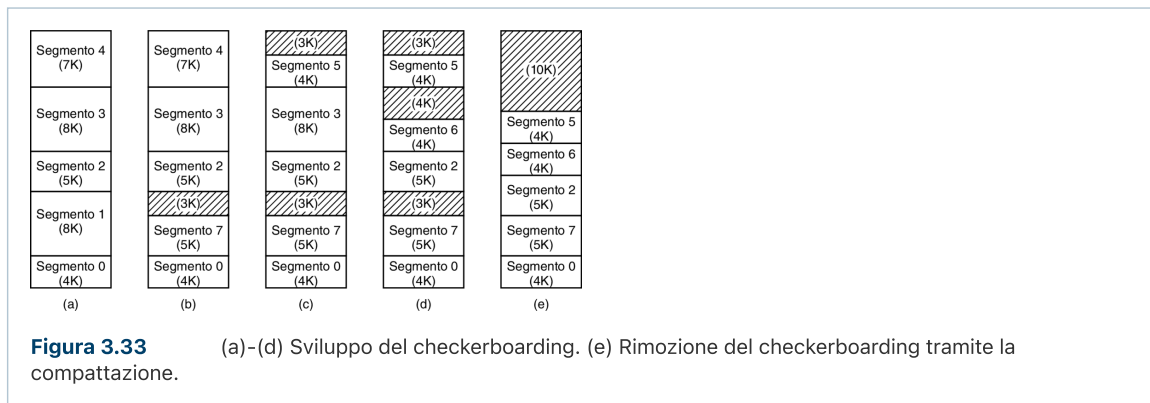 Segmento 4
(7K)
Segmento 3
(8K)
Segmento 2
(5K)
Segmento 1
(8K)
Segmento 0
(4K)
(a)
Segmento 4
(7K)
Segmento 3
(8K)
Segmento 2
(5K)
(3K)
Segmento 7
(5K)
Segmento 0
(4K)
(b)
(3K)
Segmento 5
(4K)
Segmento 3
(8K)
Segmento 2
(5K)
(3K)
Segmento 7
(5K)
Segmento 0
(4K)
(c)
(3K)
Segmento 5
(4K)
(4K)
Segmento 6
(4K)
Segmento 2
(5K)
(3K)
Segmento 7
(5K)
Segmento 0
(4K)
(d)
(10K)
Segmento 5
(4K)
Segmento 6
(4K)
Segmento 2
(5K)
Segmento 7
(5K)
Segmento 0
(4K)
(e)
Figura 3.33 (a)-(d) Sviluppo del checkerboarding. (e) Rimozione del checkerboarding tramite la
compattazione.